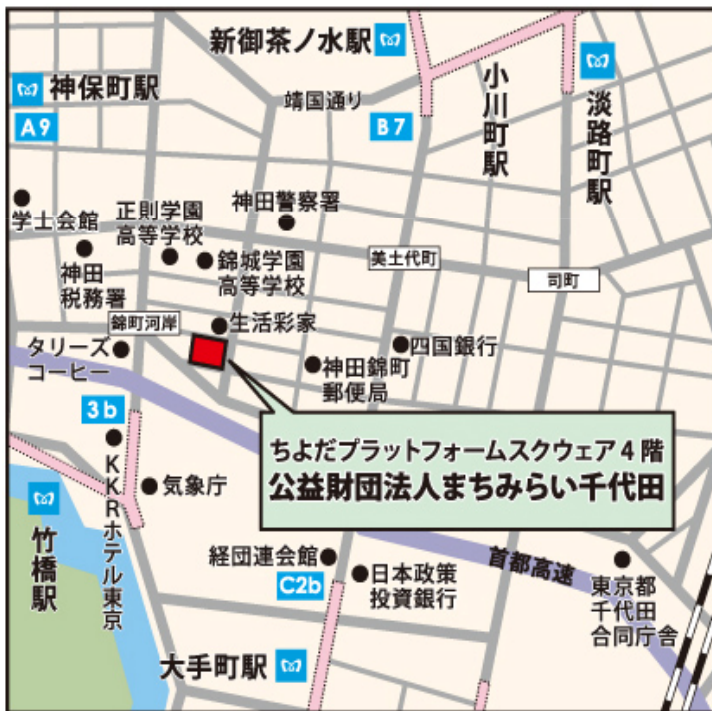 新御茶ノ水駅
神保町駅
A9
靖国通り
B7
小川町駅
淡路町駅
学士会館
正則学園
高等学校
神田警察署
神田
税務署
錦城学園
高等学校
美土代町
司町
錦町河岸
生活彩家
タリーズ
コーヒー
神田錦町
郵便局
四国銀行
3b
ちよだプラットフォームスクウェア4階
公益財団法人まちみらい千代田
KKRホテル東京
気象庁
竹橋駅
経団連会館
C2b
日本政策
投資銀行
首都高速
東京都
千代田
合同庁舎
大手町駅